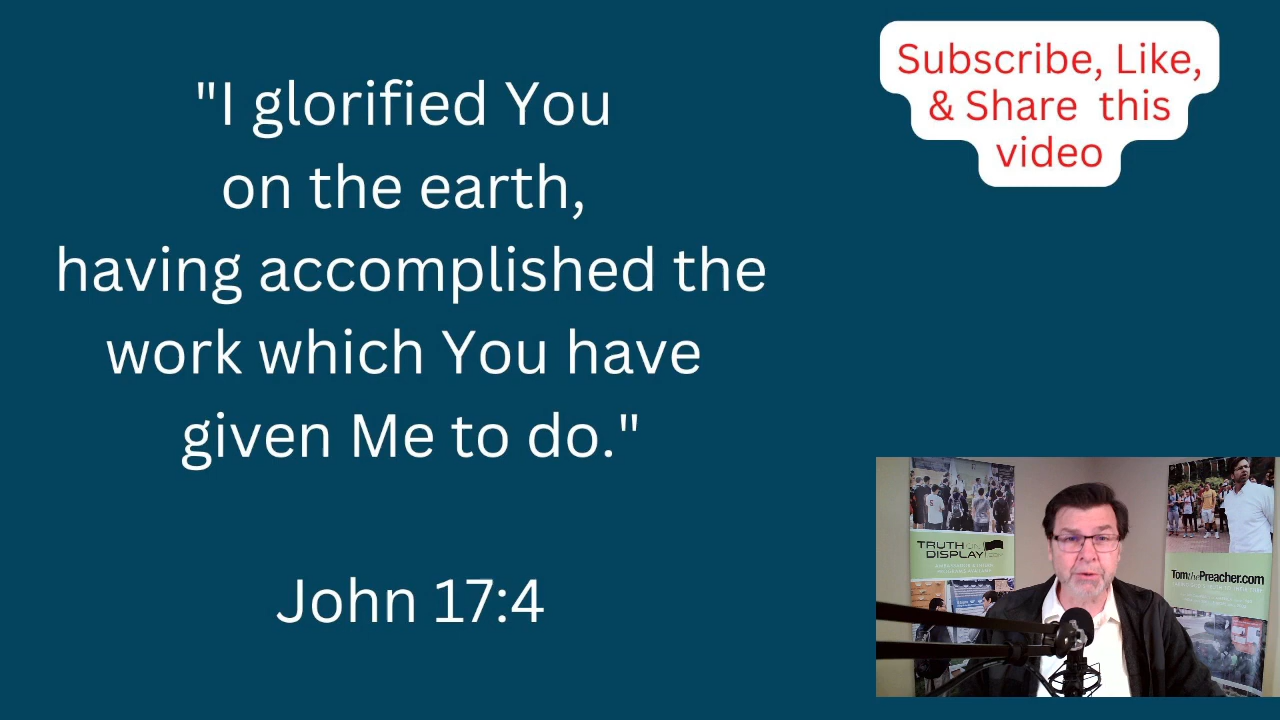 "I glorified You
on the earth,
having accomplished the
work which You have
given Me to do."
John 17:4
Subscribe, Like,
& Share this
video
TRUTH ON
DISPLAY
TomthePreacher.com